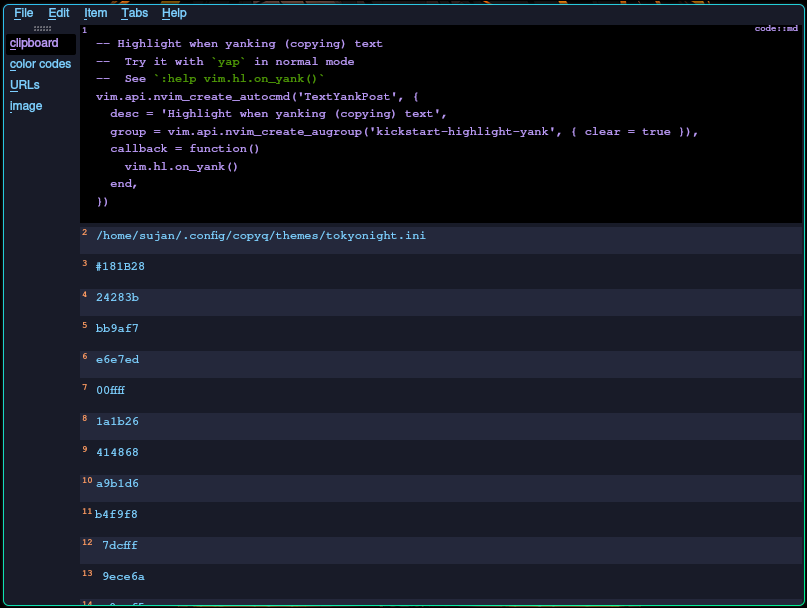 File Edit Item Tabs Help
clipboard
color codes
URLs
image
1 code::md
-- Highlight when yanking (copying) text
--  Try it with `yap` in normal mode
--  See `:help vim.hl.on_yank()`
vim.api.nvim_create_autocmd('TextYankPost', {
  desc = 'Highlight when yanking (copying) text',
  group = vim.api.nvim_create_augroup('kickstart-highlight-yank', { clear = true }),
  callback = function()
    vim.hl.on_yank()
  end,
})
2 /home/sujan/.config/copyq/themes/tokyonight.ini
3 #181B28
4 24283b
5 bb9af7
6 e6e7ed
7 00ffff
8 1a1b26
9 414868
10 a9b1d6
11 b4f9f8
12 7dcfff
13 9ece6a
14